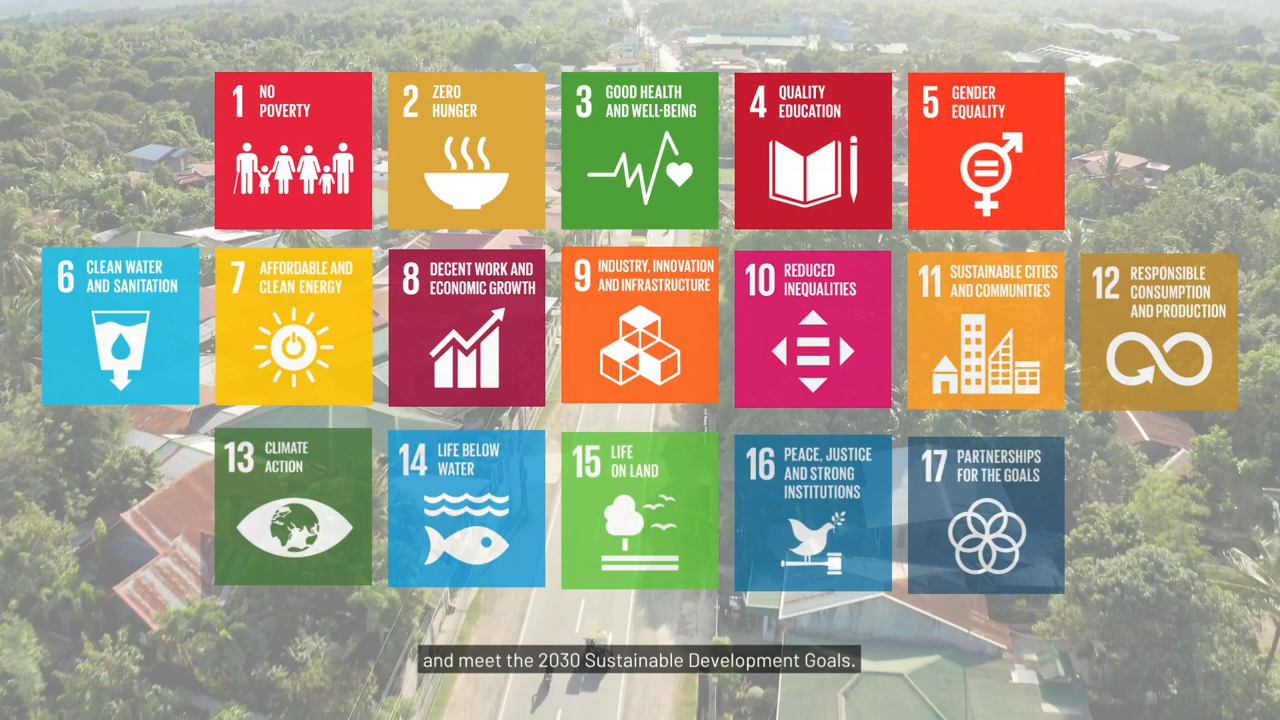 1 NO
POVERTY
2 ZERO
HUNGER
3 GOOD HEALTH
AND WELL-BEING
4 QUALITY
EDUCATION
5 GENDER
EQUALITY
6 CLEAN WATER
AND SANITATION
7 AFFORDABLE AND
CLEAN ENERGY
8 DECENT WORK AND
ECONOMIC GROWTH
9 INDUSTRY, INNOVATION
AND INFRASTRUCTURE
10 REDUCED
INEQUALITIES
11 SUSTAINABLE CITIES
AND COMMUNITIES
12 RESPONSIBLE
CONSUMPTION
AND PRODUCTION
13 CLIMATE
ACTION
14 LIFE BELOW
WATER
15 LIFE
ON LAND
16 PEACE, JUSTICE
AND STRONG
INSTITUTIONS
17 PARTNERSHIPS
FOR THE GOALS
and meet the 2030 Sustainable Development Goals.